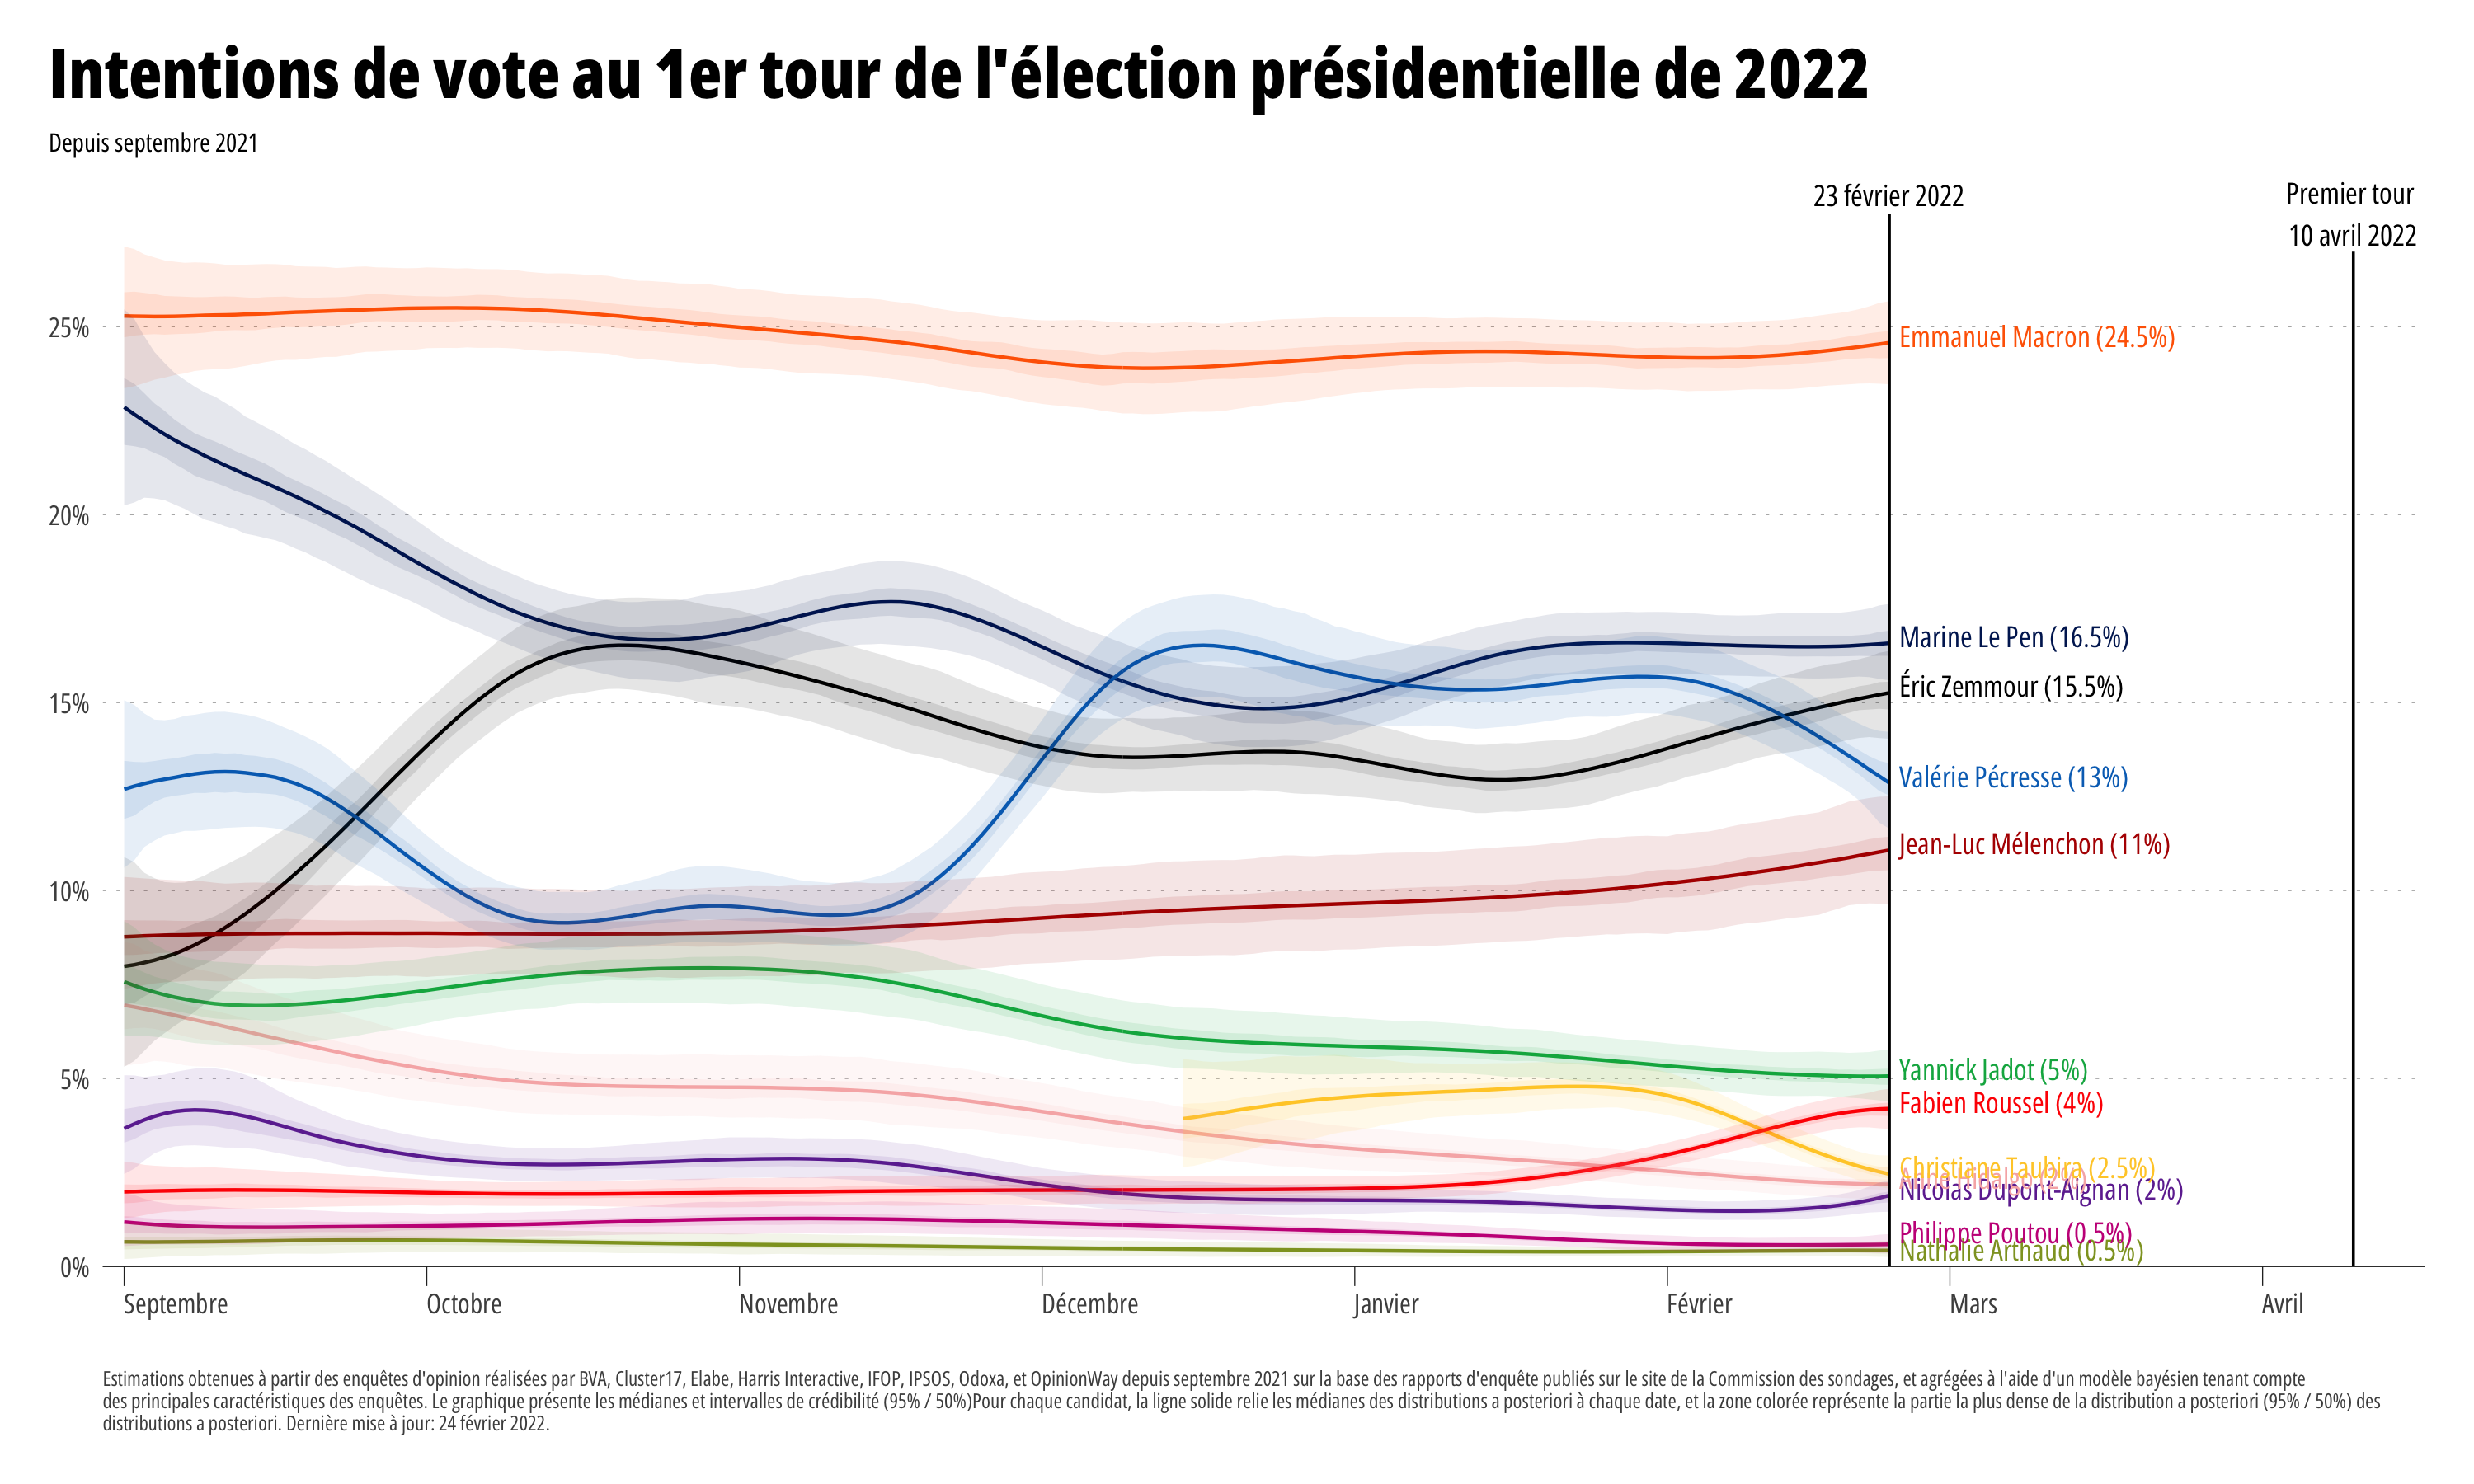 Intentions de vote au 1er tour de l'élection présidentielle de 2022
Depuis septembre 2021
23 février 2022
Premier tour
10 avril 2022
25%
20%
15%
10%
5%
0%
Emmanuel Macron (24.5%)
Marine Le Pen (16.5%)
Éric Zemmour (15.5%)
Valérie Pécresse (13%)
Jean-Luc Mélenchon (11%)
Yannick Jadot (5%)
Fabien Roussel (4%)
Christiane Taubira (2.5%)
Anne Hidalgo (2%)
Nicolas Dupont-Aignan (2%)
Philippe Poutou (0.5%)
Nathalie Arthaud (0.5%)
Septembre
Octobre
Novembre
Décembre
Janvier
Février
Mars
Avril
Estimations obtenues à partir des enquêtes d'opinion réalisées par BVA, Cluster17, Elabe, Harris Interactive, IFOP, IPSOS, Odoxa, et OpinionWay depuis septembre 2021 sur la base des rapports d'enquête publiés sur le site de la Commission des sondages, et agrégées à l'aide d'un modèle bayésien tenant compte
des principales caractéristiques des enquêtes. Le graphique présente les médianes et intervalles de crédibilité (95% / 50%)Pour chaque candidat, la ligne solide relie les médianes des distributions a posteriori à chaque date, et la zone colorée représente la partie la plus dense de la distribution a posteriori (95% / 50%) des
distributions a posteriori. Dernière mise à jour: 24 février 2022.